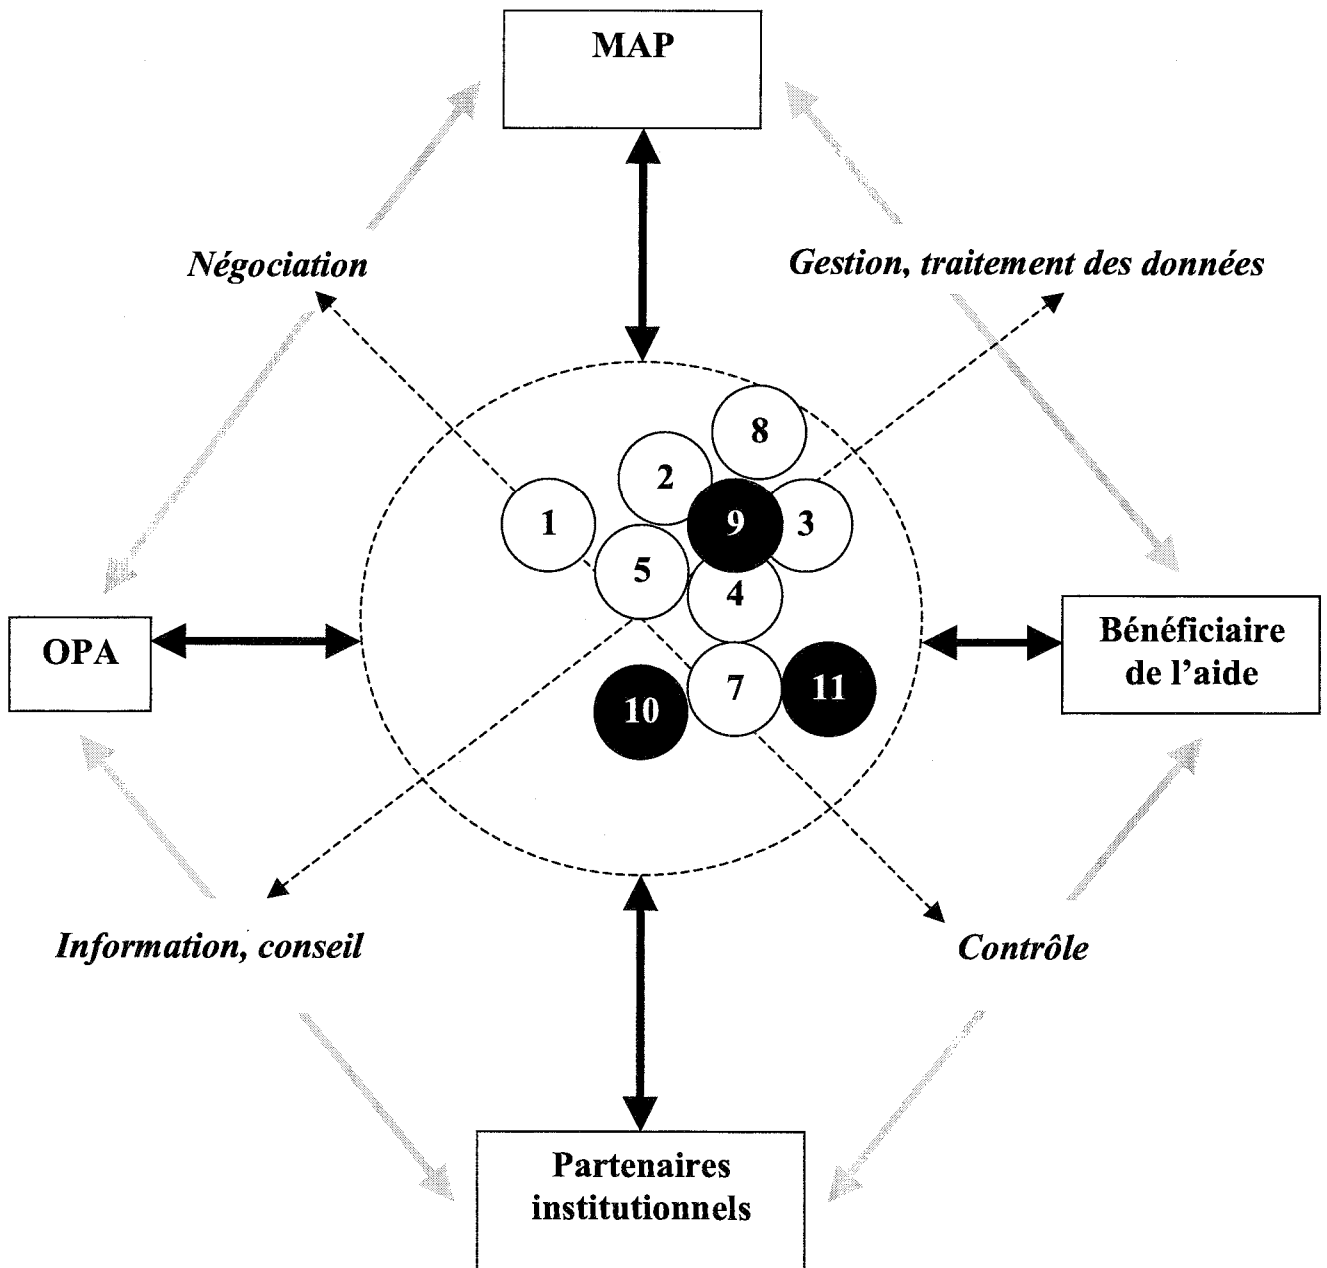 MAP
Négociation
Gestion, traitement des données
8
2
1
9
3
5
4
OPA
Bénéficiaire
de l’aide
10
7
11
Information, conseil
Contrôle
Partenaires
institutionnels